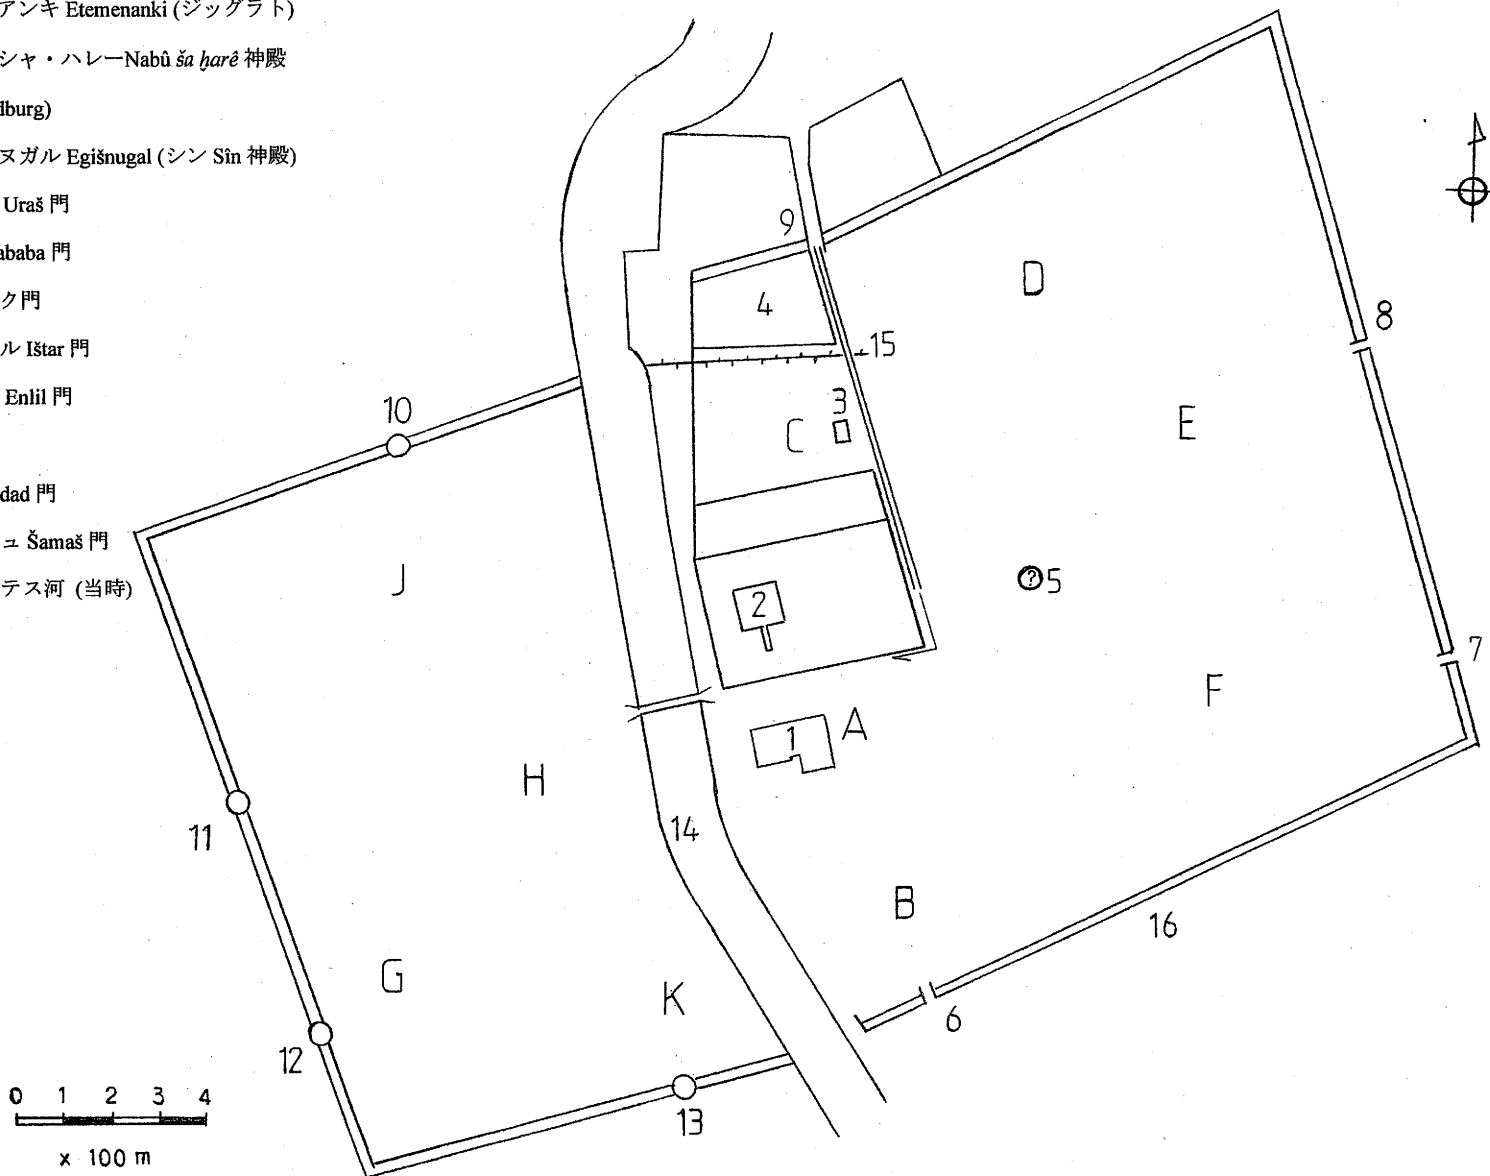 アンキ Etemenanki (ジッグラト)
シャ・ハレーNabû ša ḫarê 神殿
dburg)
ヌガル Egišnugal (シン Sîn 神殿)
Uraš 門
ababa 門
ク門
ル Ištar 門
Enlil 門
dad 門
ュ Šamaš 門
テス河 (当時)
9
D
4
8
15
3
10
C
E
J
5
?
2
7
F
1
A
H
11
14
B
16
G
K
6
12
13
0 1 2 3 4
x 100 m